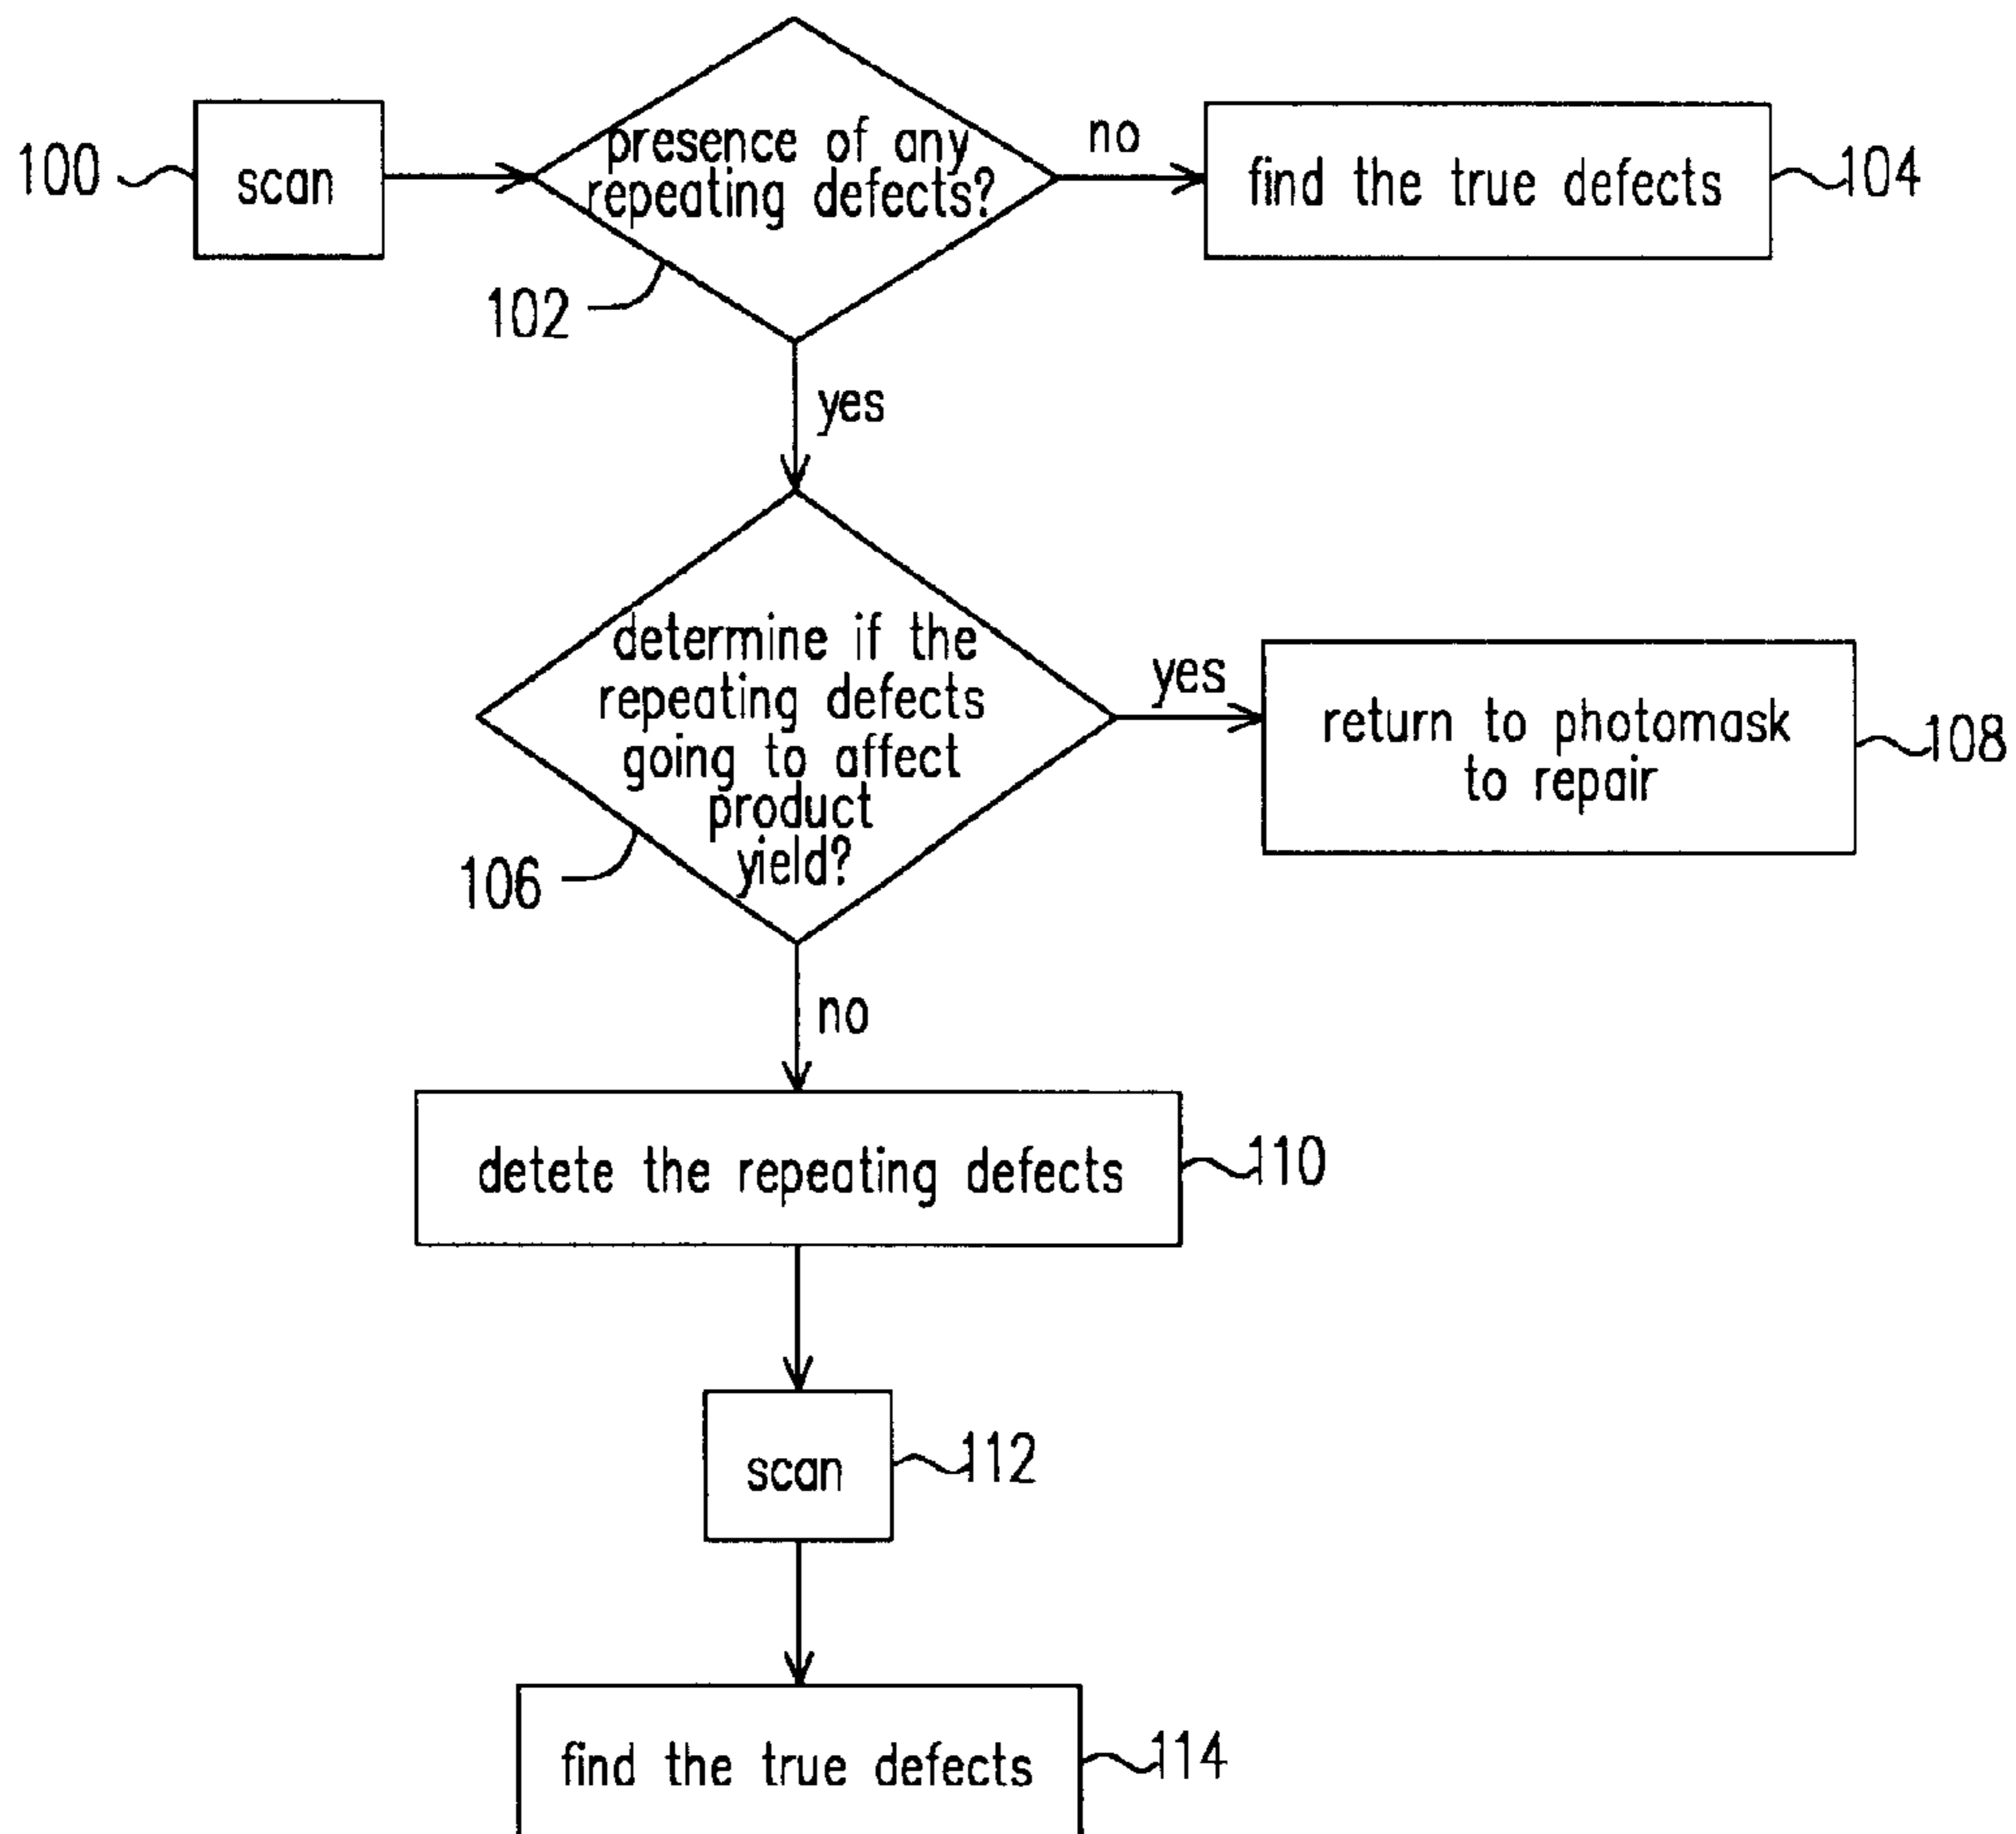 100
scan
presence of any
repeating defects?
102
no
find the true defects
104
yes
determine if the
repeating defects
going to affect
product
yield?
106
yes
return to photomask
to repair
108
no
detete the repeating defects
110
scan
112
find the true defects
114